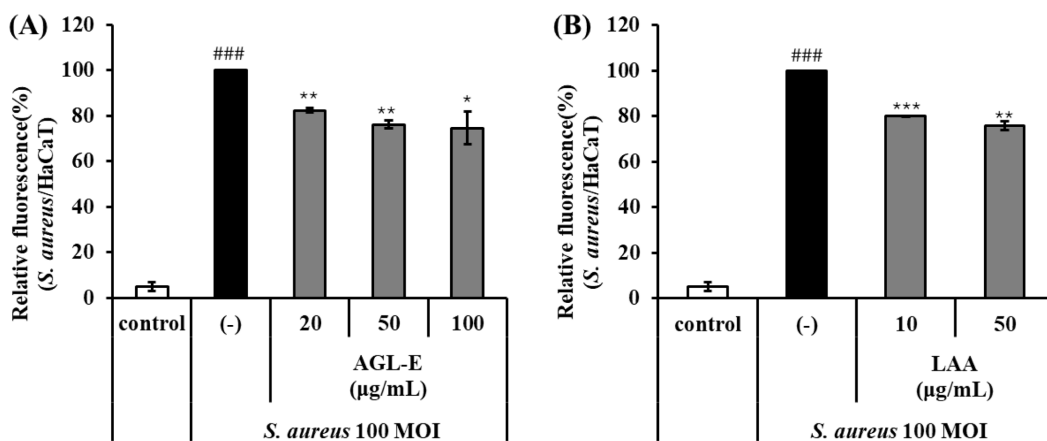 (A)
Relative fluorescence(%)
(S. aureus/HaCaT)
120
100
80
60
40
20
0
###
**
**
*
control
(-)
20
50
100
AGL-E
(μg/mL)
S. aureus 100 MOI
(B)
Relative fluorescence(%)
(S. aureus/HaCaT)
120
100
80
60
40
20
0
###
***
**
control
(-)
10
50
LAA
(μg/mL)
S. aureus 100 MOI